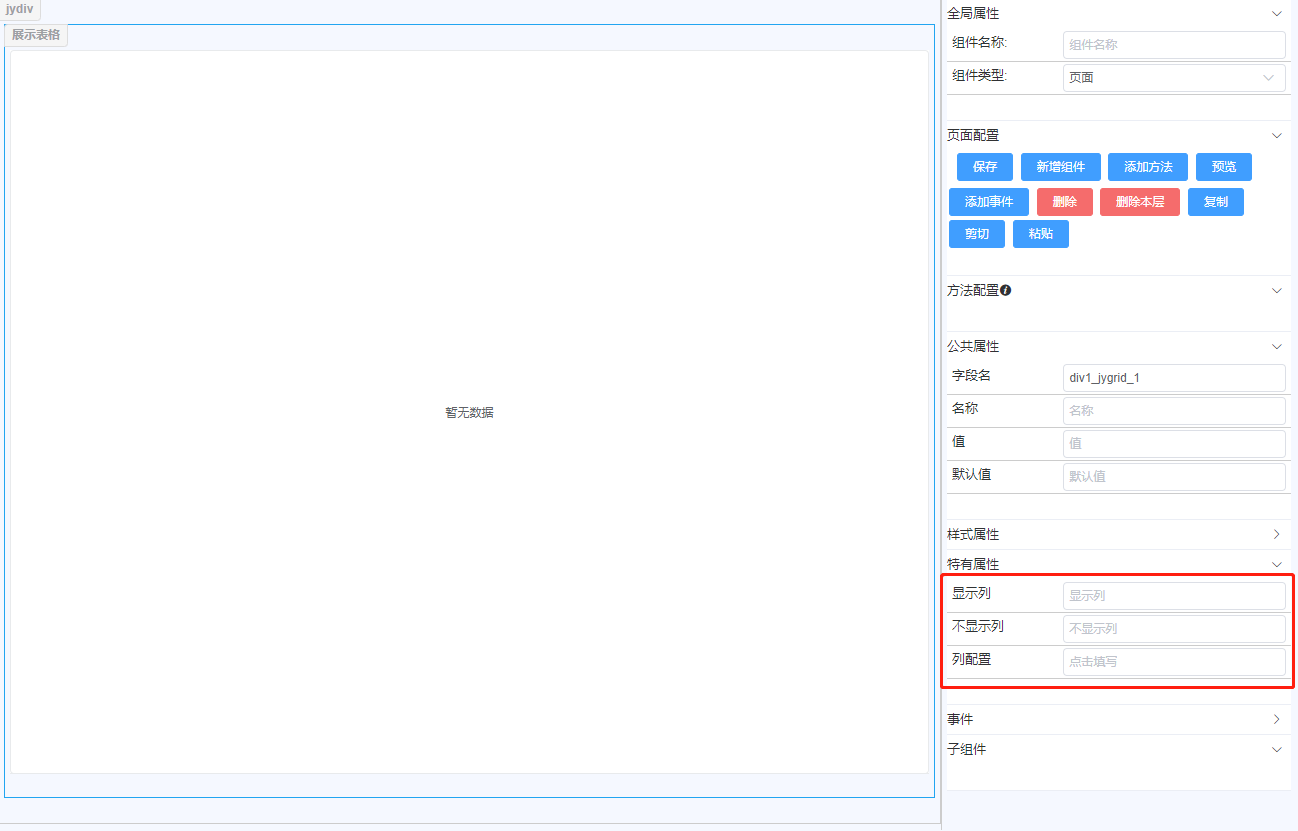 jydiv
展示表格
暂无数据
全局属性
组件名称:
组件名称
组件类型:
页面
页面配置
保存
新增组件
添加方法
预览
添加事件
删除
删除本层
复制
剪切
粘贴
方法配置
公共属性
字段名
div1_jygrid_1
名称
名称
值
值
默认值
默认值
样式属性
特有属性
显示列
显示列
不显示列
不显示列
列配置
点击填写
事件
子组件